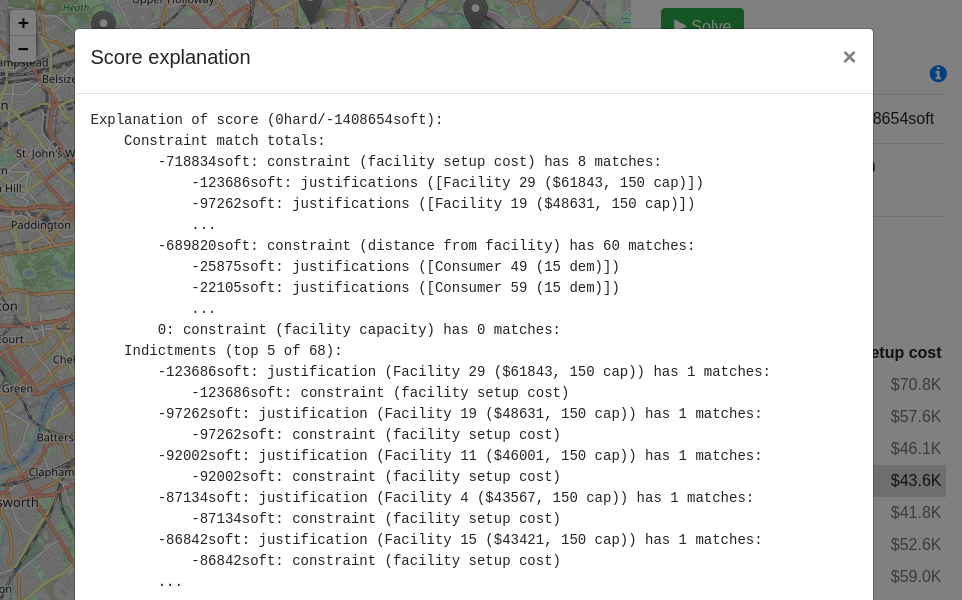 Heath
Upper Holloway
+
−
Solve
Score explanation
×
8654soft
Belsize
St. John's W
n Hill
Paddington
Explanation of score (0hard/-1408654soft):
Constraint match totals:
-718834soft: constraint (facility setup cost) has 8 matches:
-123686soft: justifications ([Facility 29 ($61843, 150 cap)])
-97262soft: justifications ([Facility 19 ($48631, 150 cap)])
...
-689820soft: constraint (distance from facility) has 60 matches:
-25875soft: justifications ([Consumer 49 (15 dem)])
-22105soft: justifications ([Consumer 59 (15 dem)])
...
0: constraint (facility capacity) has 0 matches:
Indictments (top 5 of 68):
-123686soft: justification (Facility 29 ($61843, 150 cap)) has 1 matches:
-123686soft: constraint (facility setup cost)
-97262soft: justification (Facility 19 ($48631, 150 cap)) has 1 matches:
-97262soft: constraint (facility setup cost)
-92002soft: justification (Facility 11 ($46001, 150 cap)) has 1 matches:
-92002soft: constraint (facility setup cost)
-87134soft: justification (Facility 4 ($43567, 150 cap)) has 1 matches:
-87134soft: constraint (facility setup cost)
-86842soft: justification (Facility 15 ($43421, 150 cap)) has 1 matches:
-86842soft: constraint (facility setup cost)
...
ton
Court
Che
Green
Batters
Clapham
sworth
on
etup cost
$70.8K
$57.6K
$46.1K
$43.6K
$41.8K
$52.6K
$59.0K